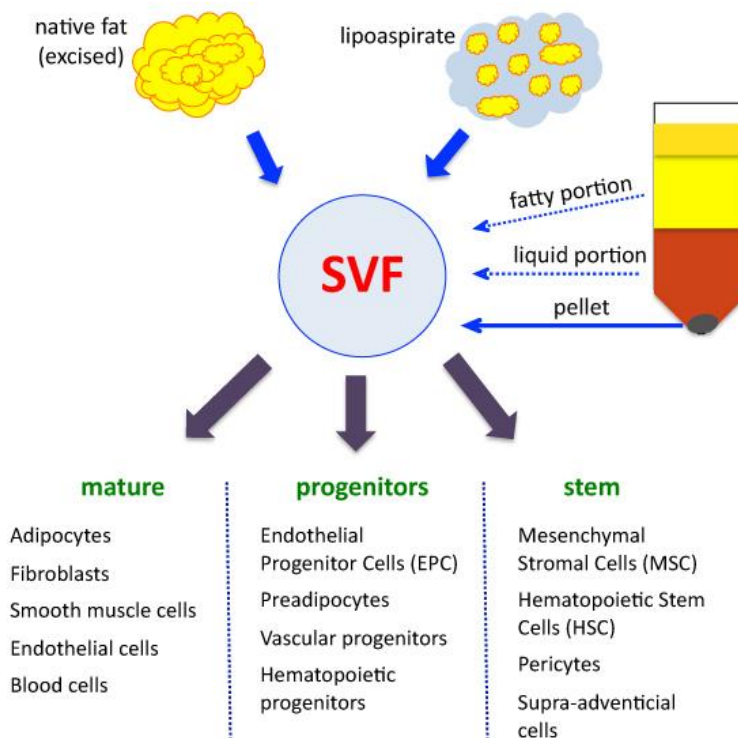 native fat
(excised)
lipoaspirate
fatty portion
liquid portion
pellet
SVF
mature
Adipocytes
Fibroblasts
Smooth muscle cells
Endothelial cells
Blood cells
progenitors
Endothelial
Progenitor Cells (EPC)
Preadipocytes
Vascular progenitors
Hematopoietic
progenitors
stem
Mesenchymal
Stromal Cells (MSC)
Hematopoietic Stem
Cells (HSC)
Pericytes
Supra-adventicial
cells